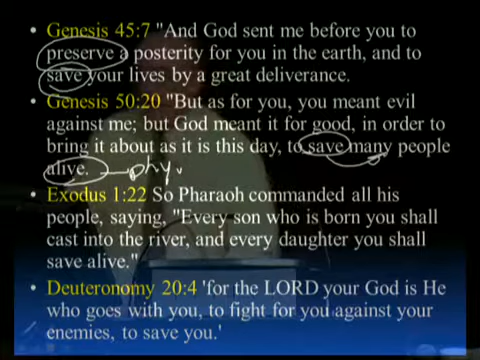 • Genesis 45:7 "And God sent me before you to
preserve a posterity for you in the earth, and to
save your lives by a great deliverance.
• Genesis 50:20 "But as for you, you meant evil
against me; but God meant it for good, in order to
bring it about as it is this day, to save many people
alive. phy.
• Exodus 1:22 So Pharaoh commanded all his
people, saying, "Every son who is born you shall
cast into the river, and every daughter you shall
save alive."
• Deuteronomy 20:4 'for the LORD your God is He
who goes with you, to fight for you against your
enemies, to save you.'